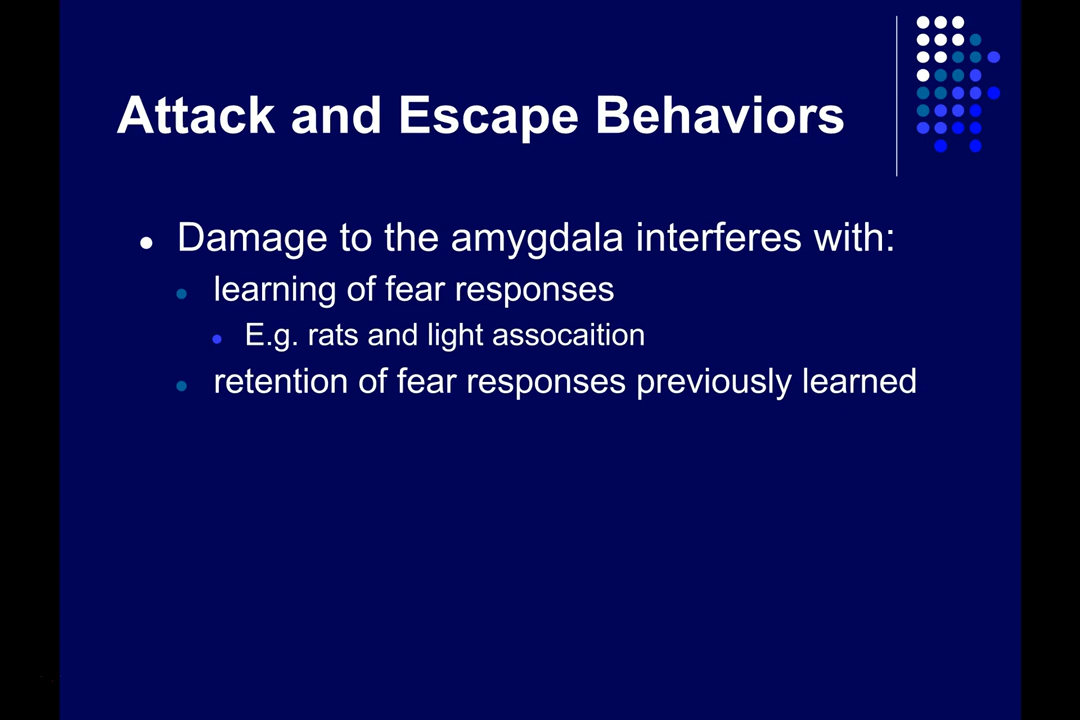 Attack and Escape Behaviors
Damage to the amygdala interferes with:
learning of fear responses
E.g. rats and light assocaition
retention of fear responses previously learned